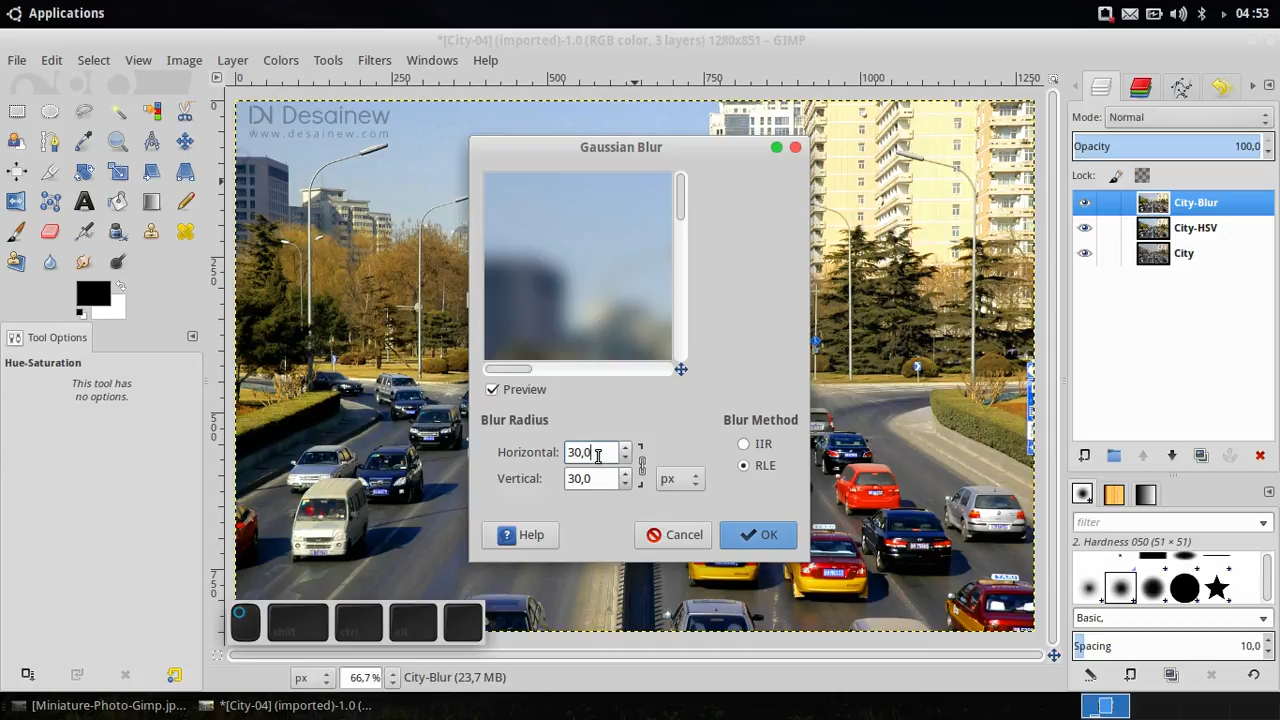 Applications
04:53
*[City-04] (imported)-1.0 (RGB color, 3 layers) 1280x851 – GIMP
File Edit Select View Image Layer Colors Tools Filters Windows Help
0 250 500 750 1000 1250
Mode: Normal
Opacity 100,0
Lock:
City-Blur
City-HSV
City
DN Desainew
www.desainew.com
Gaussian Blur
Preview
Blur Radius
Blur Method
Horizontal: 30,0
IIR
Vertical: 30,0 px
RLE
Help Cancel OK
Tool Options
Hue-Saturation
This tool has
no options.
filter
2. Hardness 050 (51 × 51)
Basic,
Spacing 10,0
shift ctrl alt
px 66,7% City-Blur (23,7 MB)
[Miniature-Photo-Gimp.jp... *[City-04] (imported)-1.0 (...